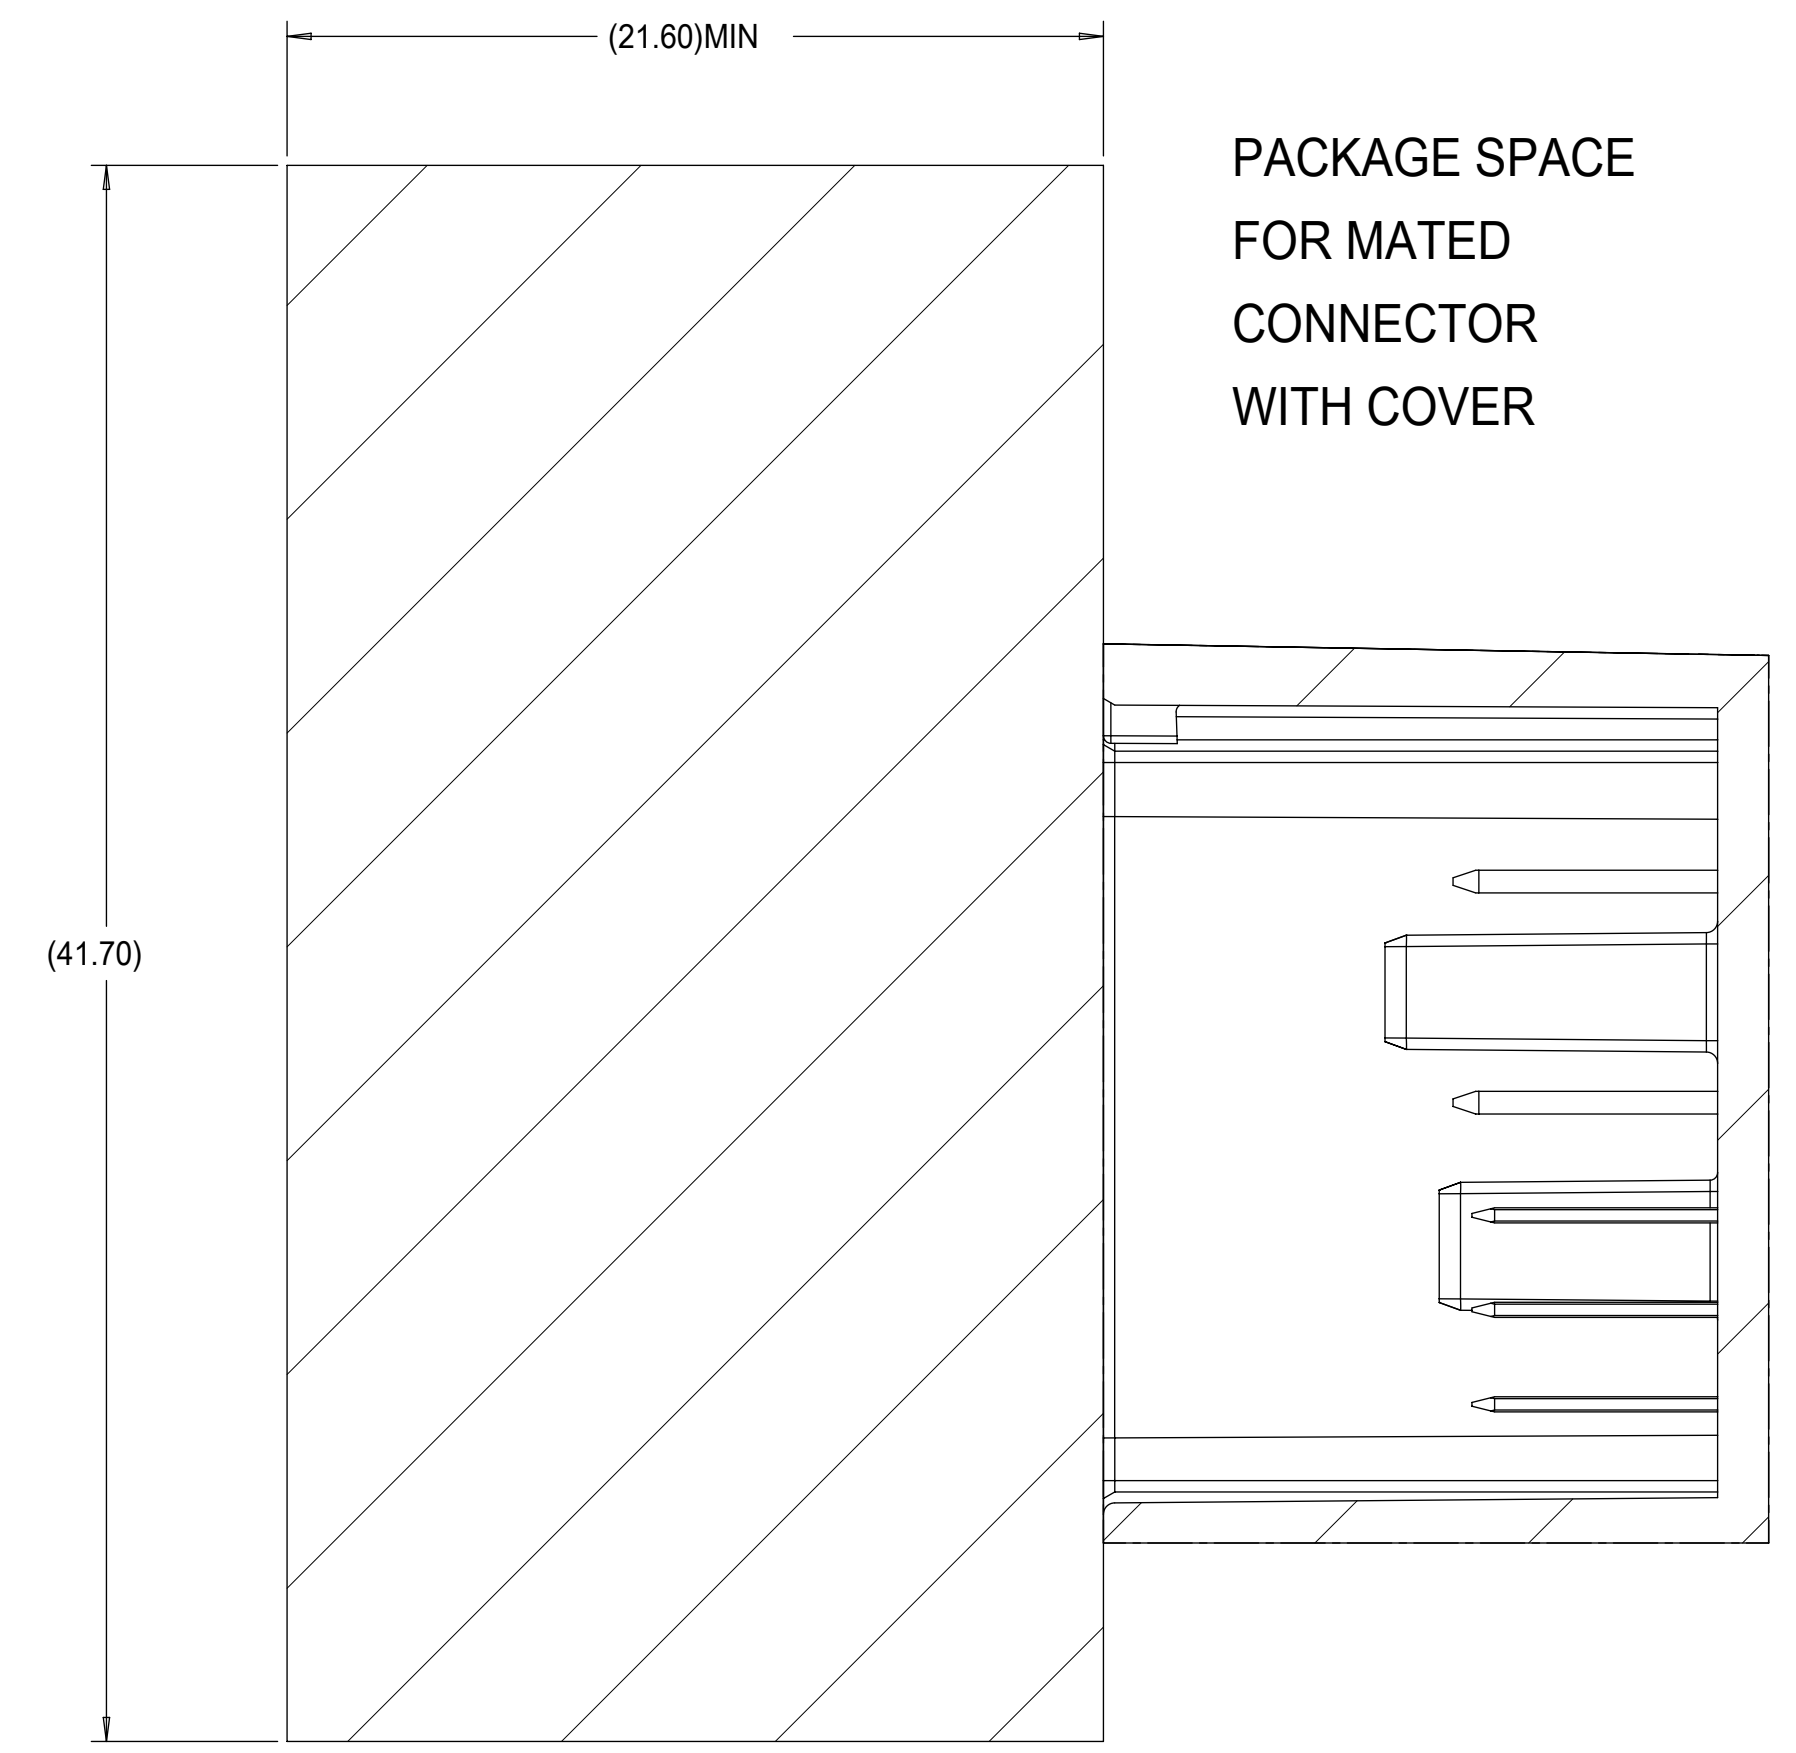 (21.60)MIN
PACKAGE SPACE
FOR MATED
CONNECTOR
WITH COVER
(41.70)